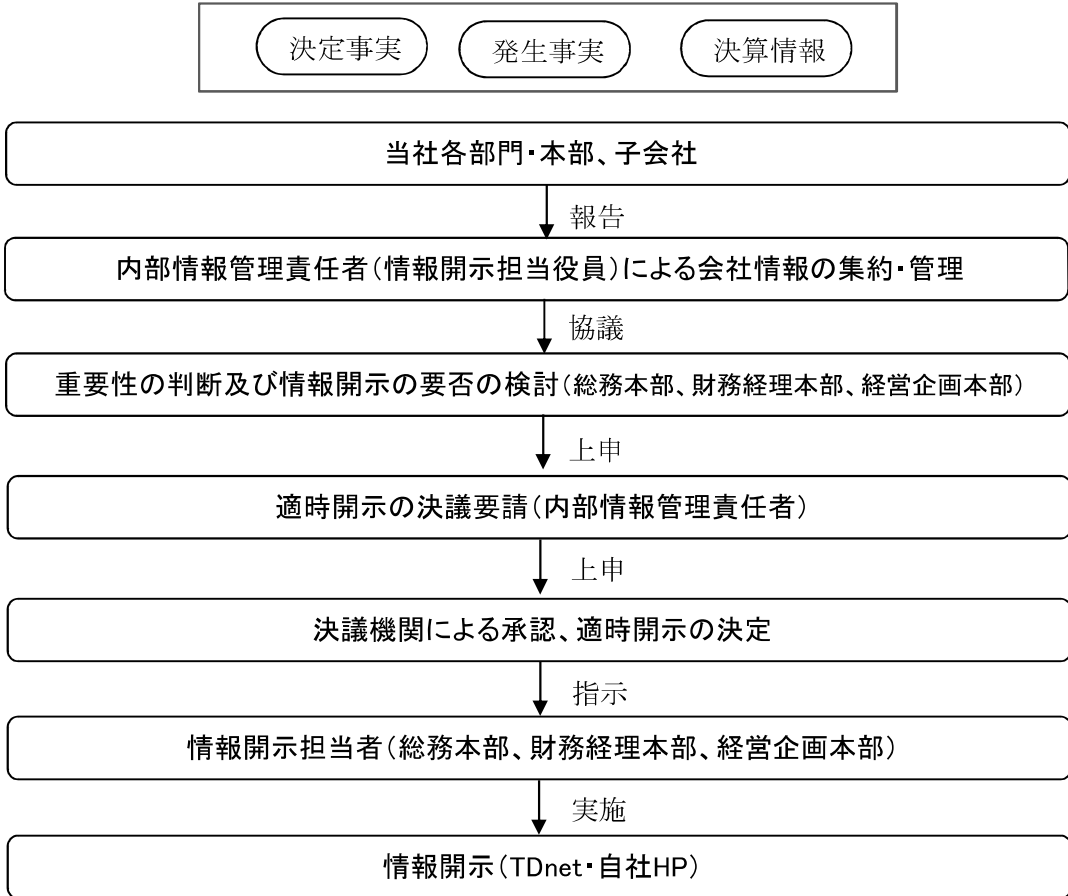 決定事実 発生事実 決算情報
当社各部門・本部、子会社
報告
内部情報管理責任者(情報開示担当役員)による会社情報の集約・管理
協議
重要性の判断及び情報開示の要否の検討(総務本部、財務経理本部、経営企画本部)
上申
適時開示の決議要請(内部情報管理責任者)
上申
決議機関による承認、適時開示の決定
指示
情報開示担当者(総務本部、財務経理本部、経営企画本部)
実施
情報開示(TDnet・自社HP)